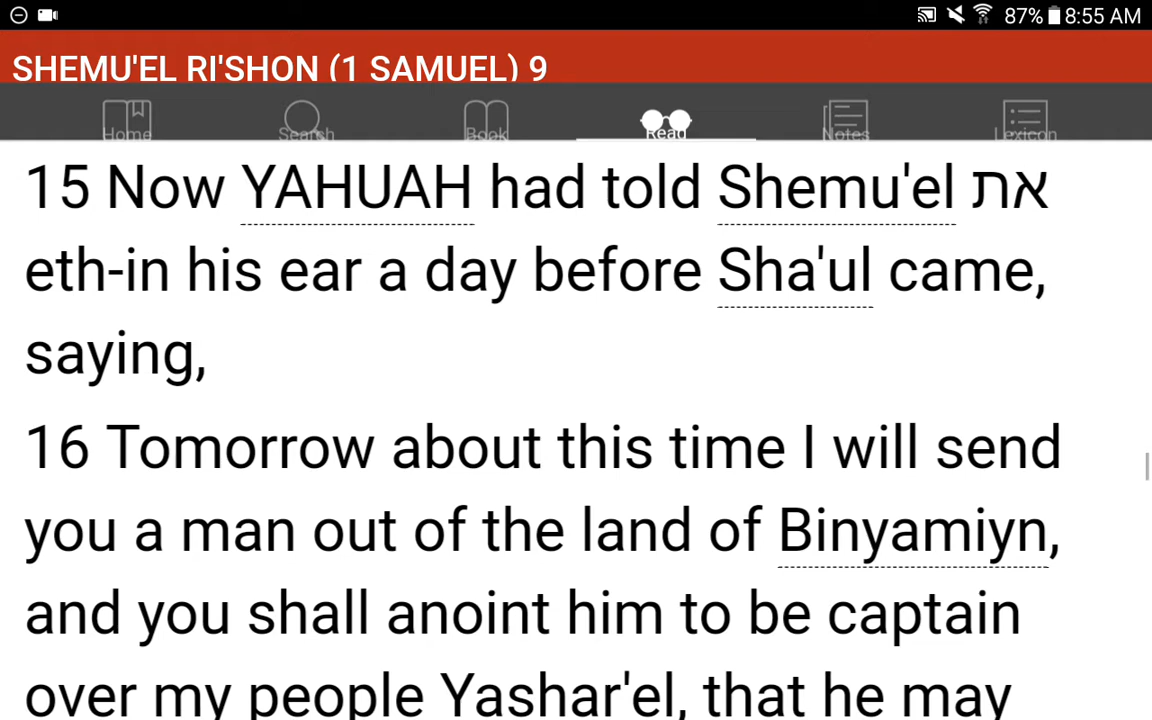 87% 8:55 AM
SHEMU'EL RI'SHON (1 SAMUEL) 9
Home Search Book Read Notes Lexicon
15 Now YAHUAH had told Shemu'el את
eth-in his ear a day before Sha'ul came,
saying,
16 Tomorrow about this time I will send
you a man out of the land of Binyamiyn,
and you shall anoint him to be captain
over my people Yashar'el, that he may